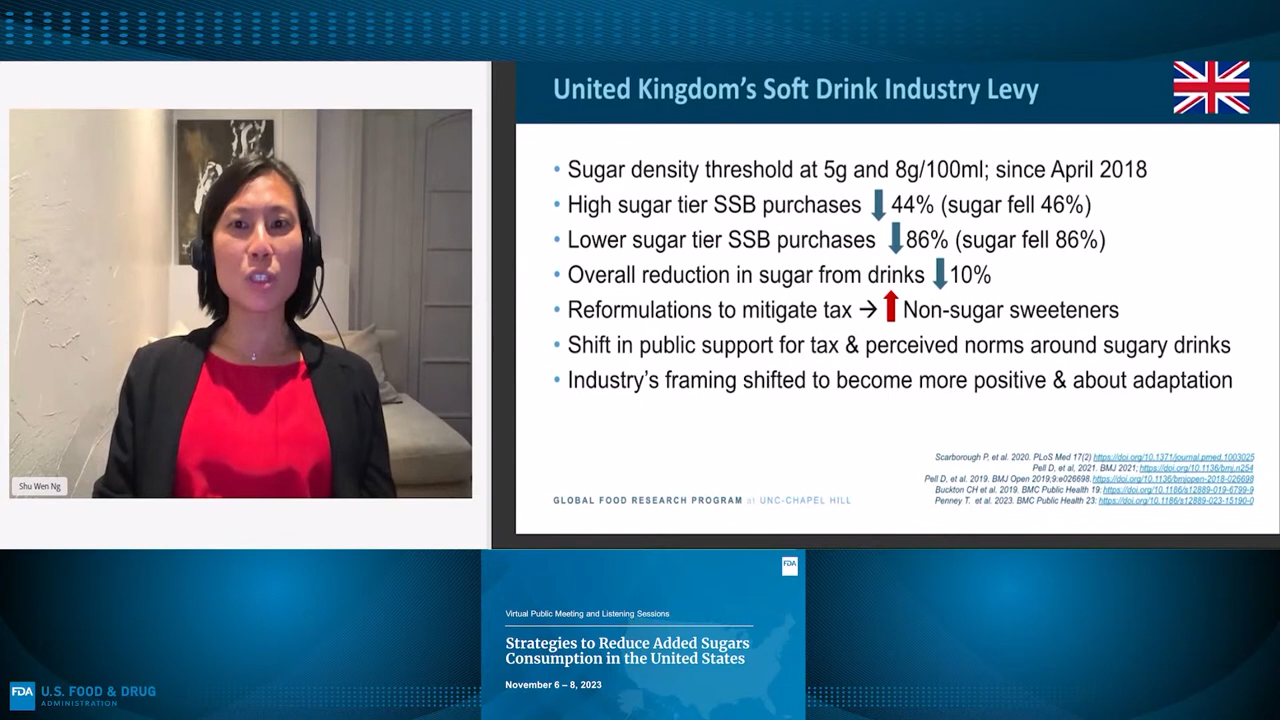 United Kingdom's Soft Drink Industry Levy
• Sugar density threshold at 5g and 8g/100ml; since April 2018
• High sugar tier SSB purchases 44% (sugar fell 46%)
• Lower sugar tier SSB purchases 86% (sugar fell 86%)
• Overall reduction in sugar from drinks 10%
• Reformulations to mitigate tax → Non-sugar sweeteners
• Shift in public support for tax & perceived norms around sugary drinks
• Industry's framing shifted to become more positive & about adaptation
Scarborough P, et al. 2020. PLoS Med 17(2) https://doi.org/10.1371/journal.pmed.1003025
Pell D, et al, 2021. BMJ 2021; https://doi.org/10.1136/bmj.n254
Pell D, et al. 2019. BMJ Open 2019;9:e026698. https://doi.org/10.1136/bmjopen-2018-026698
Buckton CH et al. 2019. BMC Public Health 19: https://doi.org/10.1186/s12889-019-6799-9
Penney T. et al. 2023. BMC Public Health 23: https://doi.org/10.1186/s12889-023-15190-0
GLOBAL FOOD RESEARCH PROGRAM at UNC-CHAPEL HILL
Shu Wen Ng
FDA
Virtual Public Meeting and Listening Sessions
Strategies to Reduce Added Sugars
Consumption in the United States
November 6 – 8, 2023
FDA U.S. FOOD & DRUG
ADMINISTRATION